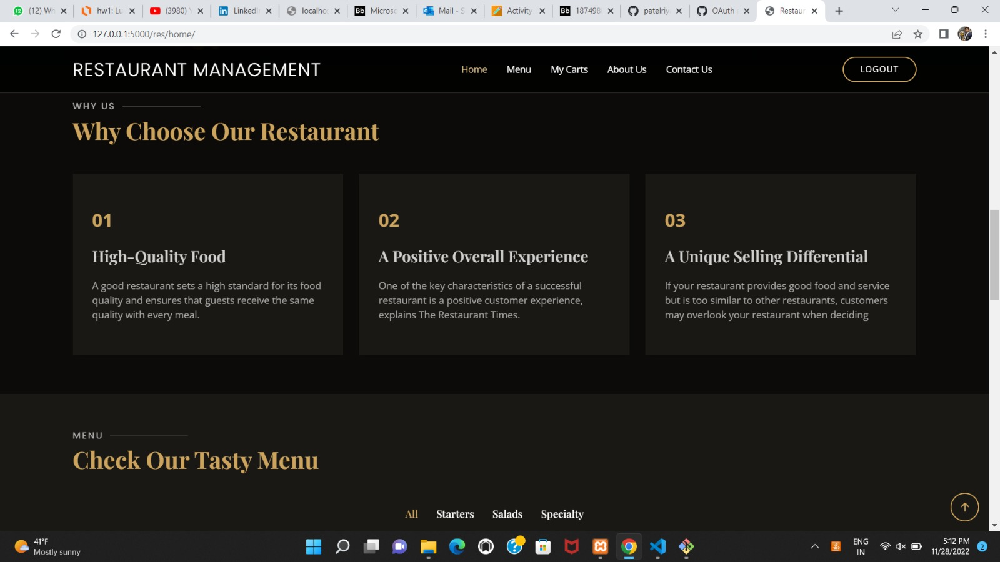 (12) Wh
hw1: Lu
(3980) Y
LinkedIn
localhos
Microso
Mail - S
Activity
187498
patelriy
OAuth
Restaur
127.0.0.1:5000/res/home/
RESTAURANT MANAGEMENT
Home Menu My Carts About Us Contact Us
LOGOUT
WHY US
Why Choose Our Restaurant
01
High-Quality Food
A good restaurant sets a high standard for its food
quality and ensures that guests receive the same
quality with every meal.
02
A Positive Overall Experience
One of the key characteristics of a successful
restaurant is a positive customer experience,
explains The Restaurant Times.
03
A Unique Selling Differential
If your restaurant provides good food and service
but is too similar to other restaurants, customers
may overlook your restaurant when deciding
MENU
Check Our Tasty Menu
All Starters Salads Specialty
41°F
Mostly sunny
ENG
IN
5:12 PM
11/28/2022
2